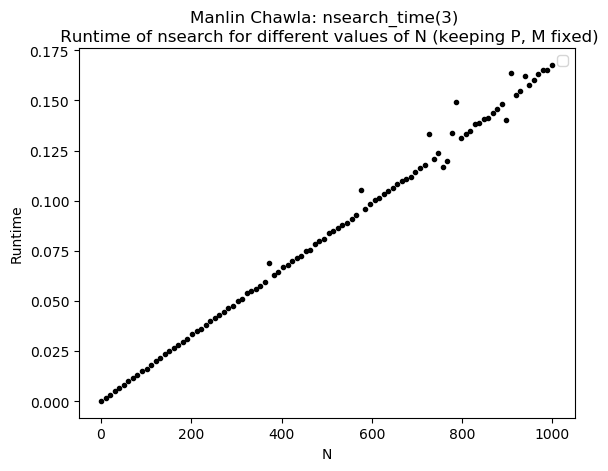 Manlin Chawla: nsearch_time(3)
Runtime of nsearch for different values of N (keeping P, M fixed)
0.175
0.150
0.125
0.100
0.075
0.050
0.025
0.000
Runtime
0 200 400 600 800 1000
N